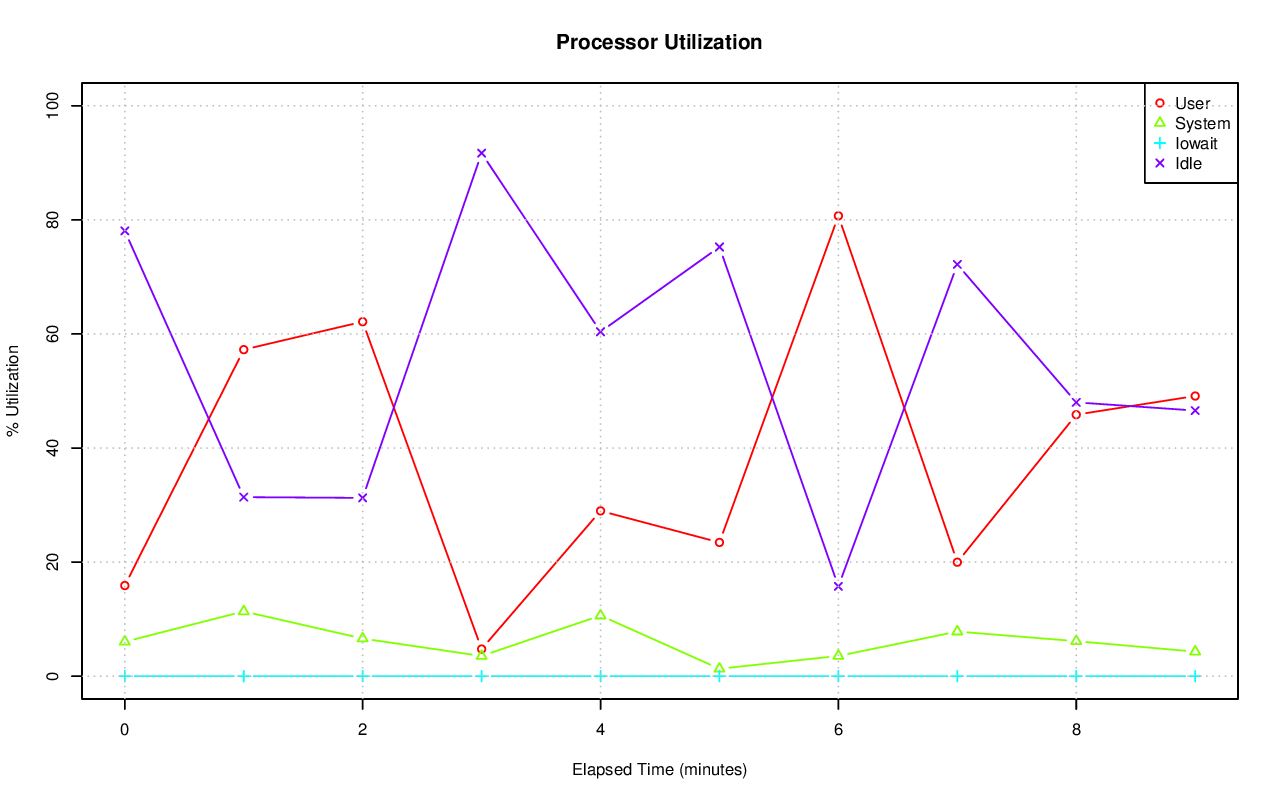 Processor Utilization
% Utilization
100
80
60
40
20
0
User
System
Iowait
Idle
0 2 4 6 8
Elapsed Time (minutes)